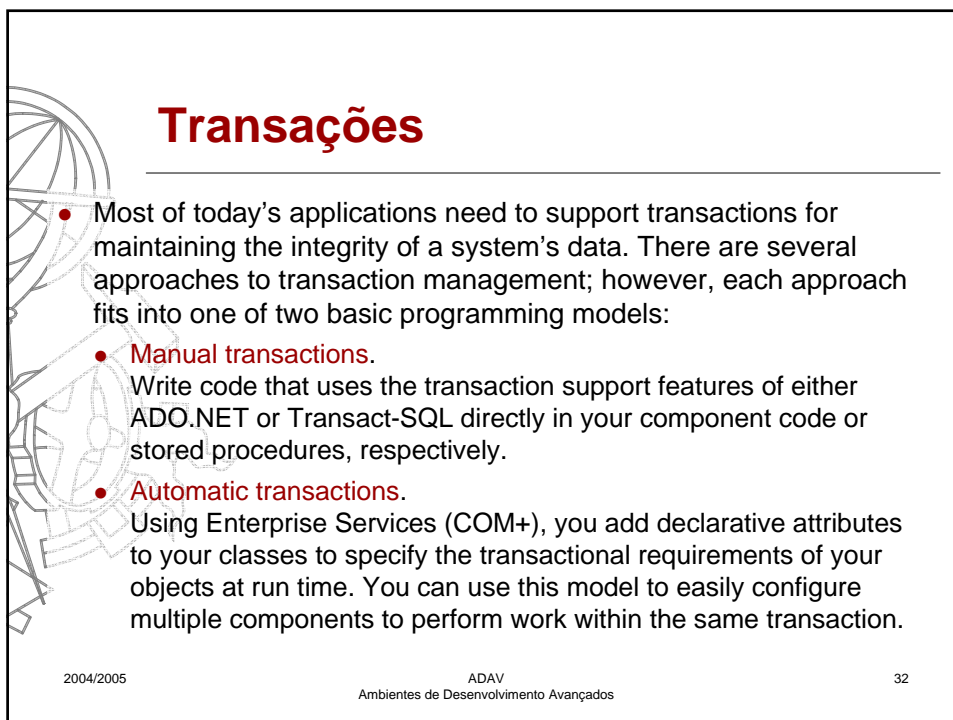 Transações
• Most of today’s applications need to support transactions for
maintaining the integrity of a system’s data. There are several
approaches to transaction management; however, each approach
fits into one of two basic programming models:
• Manual transactions.
Write code that uses the transaction support features of either
ADO.NET or Transact-SQL directly in your component code or
stored procedures, respectively.
• Automatic transactions.
Using Enterprise Services (COM+), you add declarative attributes
to your classes to specify the transactional requirements of your
objects at run time. You can use this model to easily configure
multiple components to perform work within the same transaction.
2004/2005
ADAV
Ambientes de Desenvolvimento Avançados
32